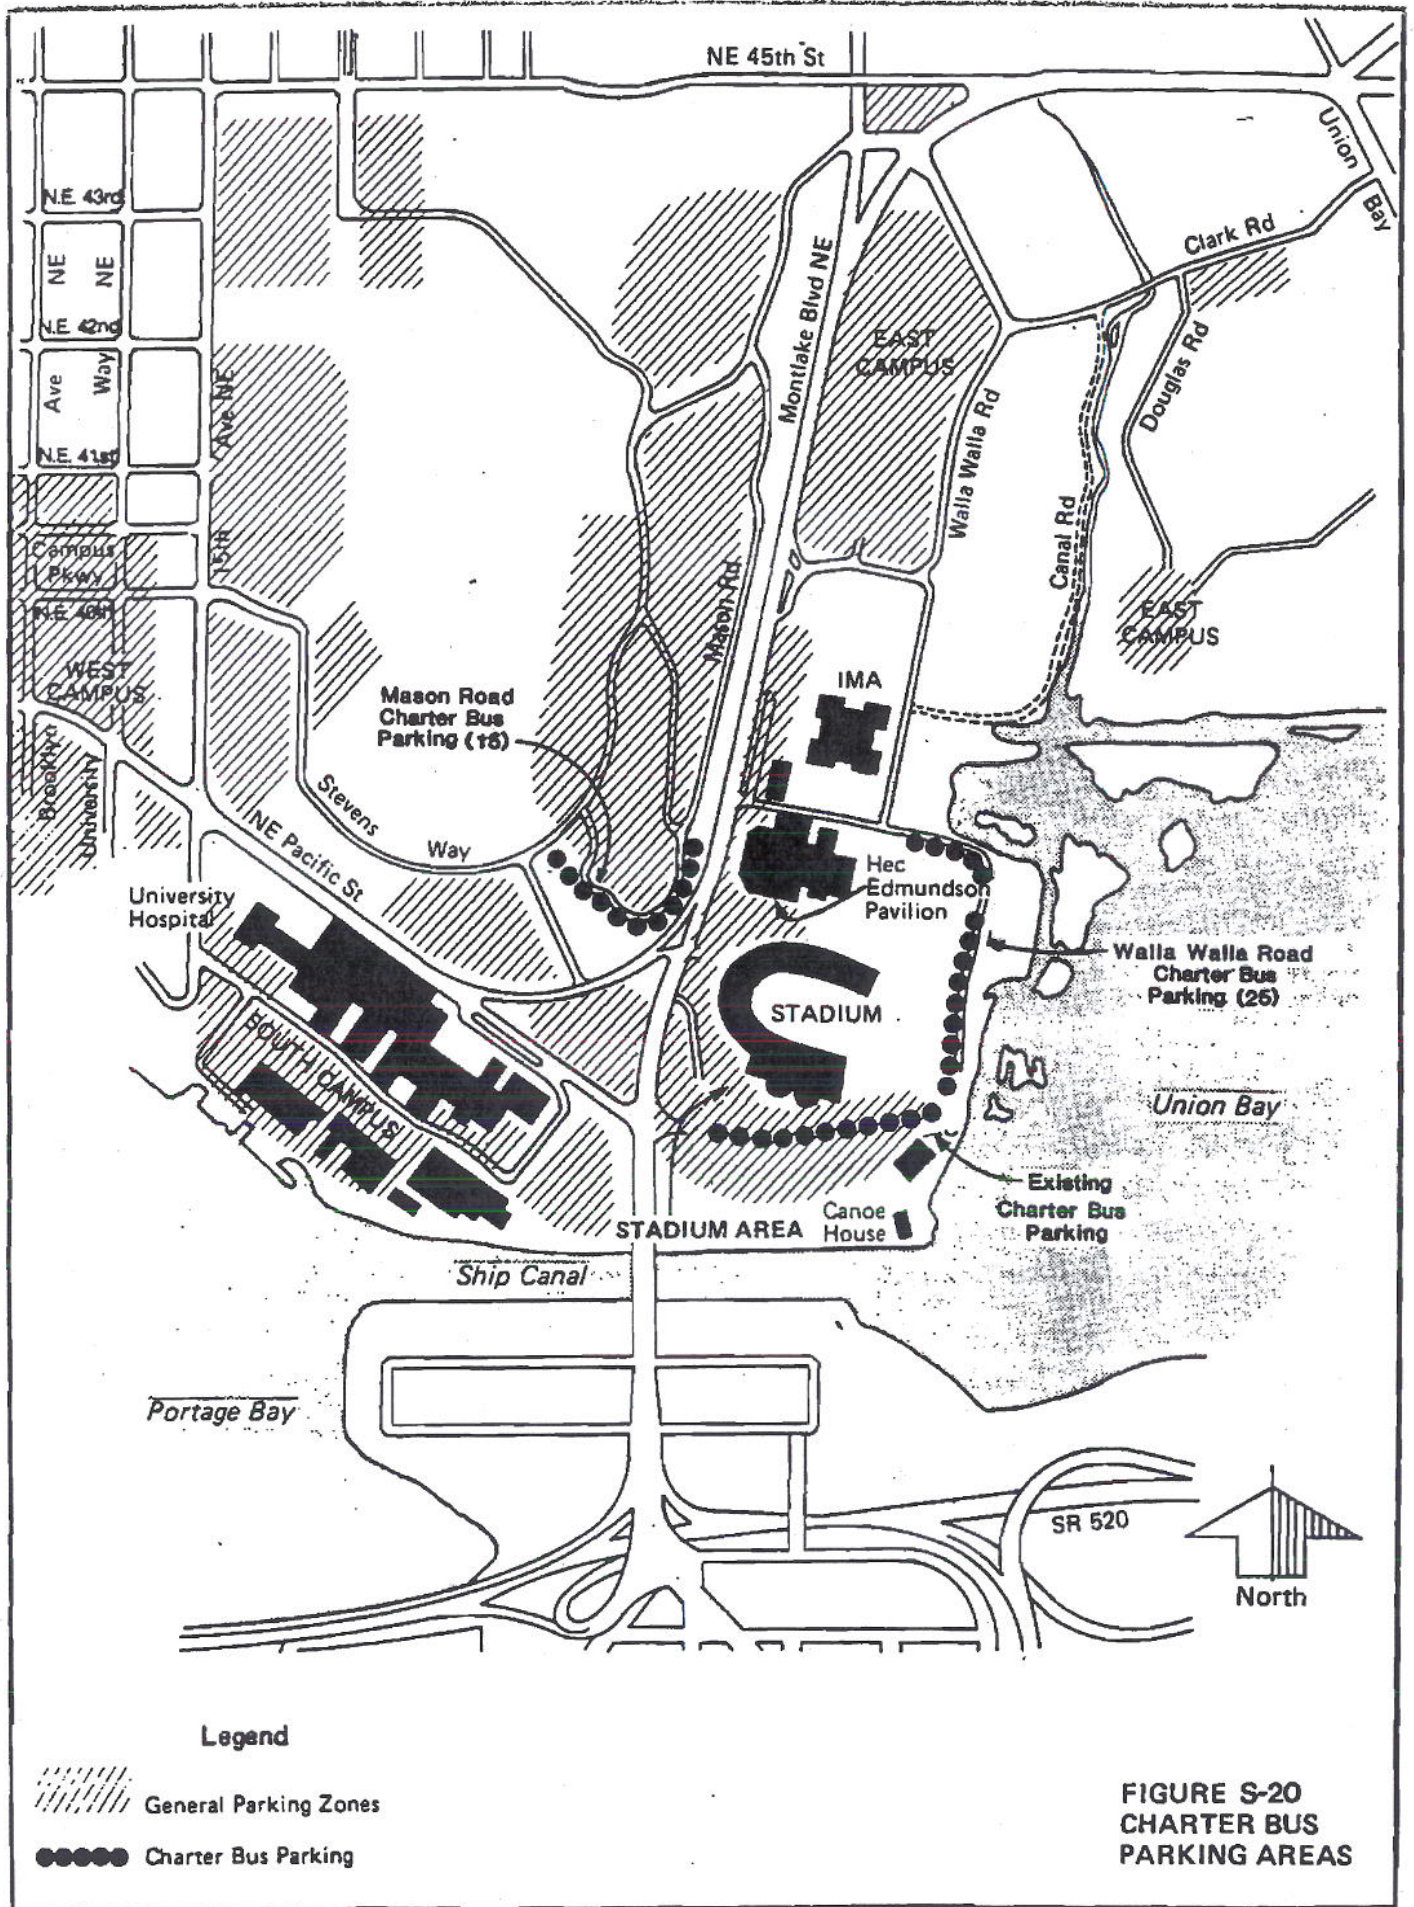 NE 45th St
Union
Bay
N.E. 43rd
Clark Rd
NE
NE
Montlake Blvd NE
N.E. 42nd
EAST
CAMPUS
Douglas Rd
Ave
Way
Ave NE
Walla Walla Rd
N.E. 41st
Canal Rd
15th
Campus
Pkwy
Mason Rd
N.E. 40th
EAST
CAMPUS
WEST
CAMPUS
IMA
Mason Road
Charter Bus
Parking (15)
Brooklyn
University
Stevens
Way
NE Pacific St
Hec
Edmundson
Pavilion
University
Hospital
Walla Walla Road
Charter Bus
Parking (25)
STADIUM
SOUTH CAMPUS
Union Bay
Existing
Charter Bus
Parking
Canoe
House
STADIUM AREA
Ship Canal
Portage Bay
SR 520
North
Legend
General Parking Zones
Charter Bus Parking
FIGURE S-20
CHARTER BUS
PARKING AREAS